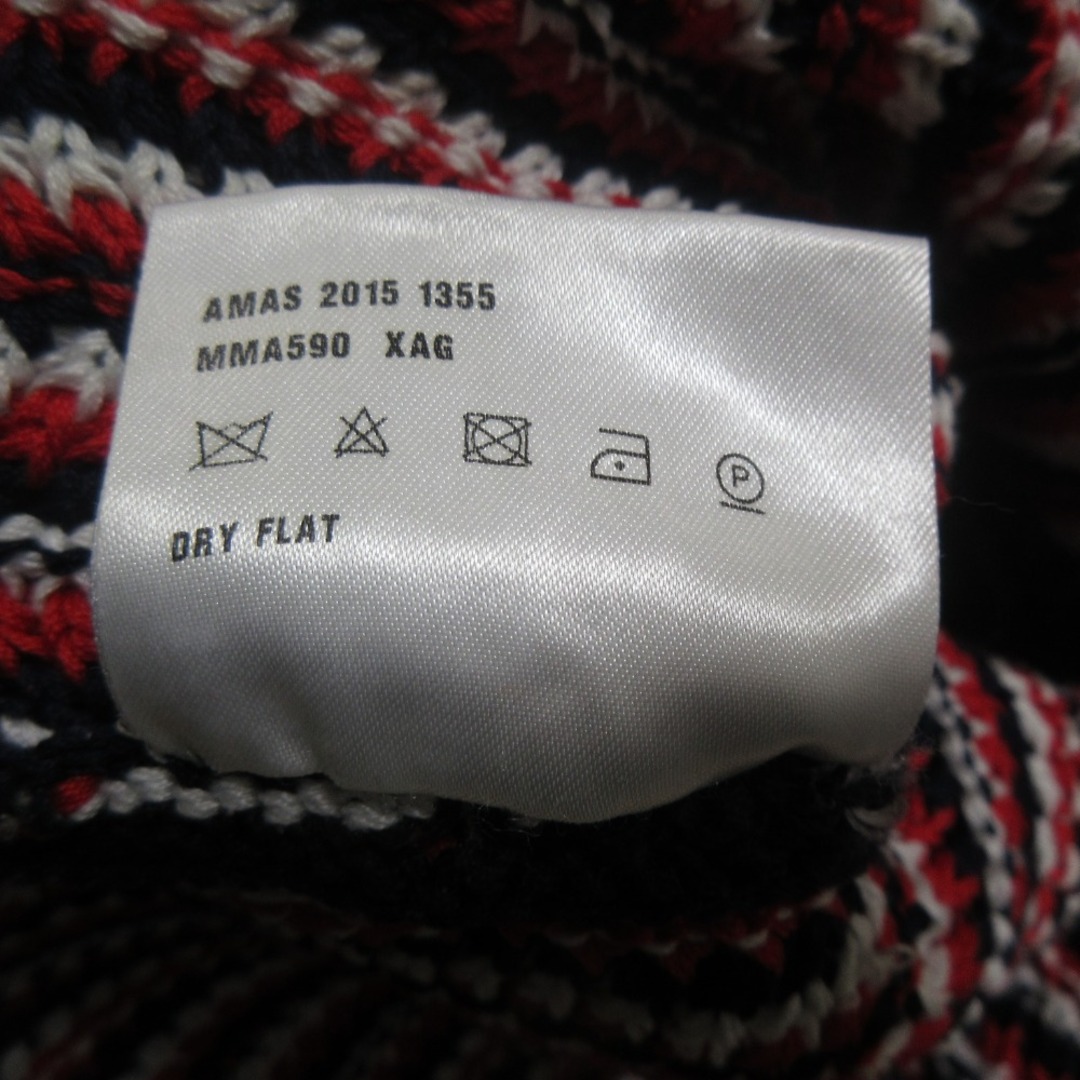 AMAS 2015 1355
MMA590 XAG
P
DRY FLAT